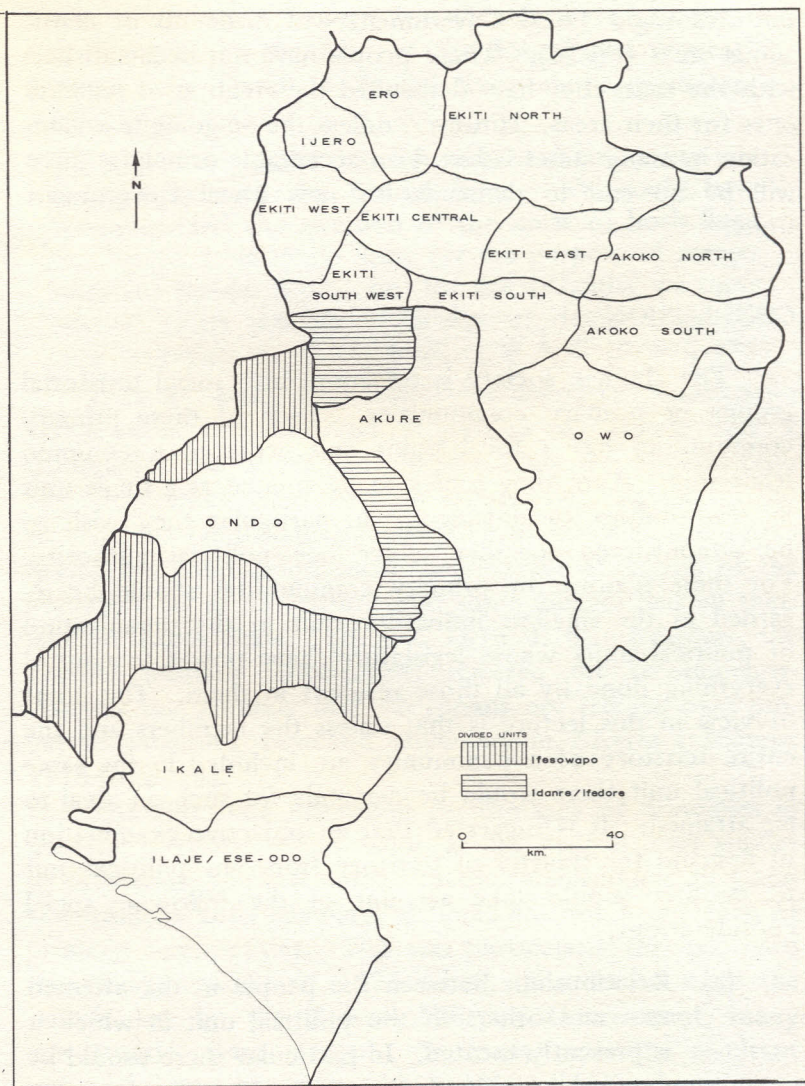 ERO
EKITI NORTH
IJERO
N
EKITI WEST
EKITI CENTRAL
EKITI EAST
AKOKO NORTH
EKITI
SOUTH WEST
EKITI SOUTH
AKOKO SOUTH
AKURE
OWO
ONDO
DIVIDED UNITS
Ifesowapo
Idanre/Ifedore
IKALE
0 40
km.
ILAJE/ ESE-ODO